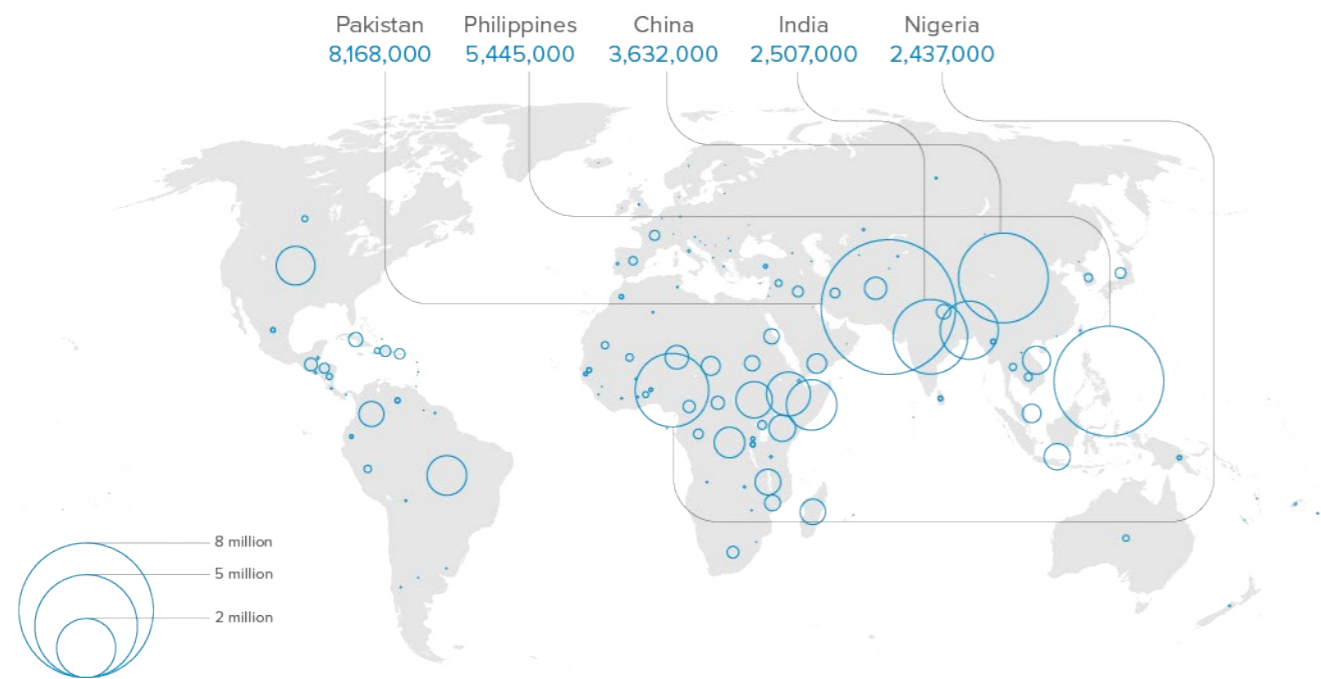 Pakistan Philippines China India Nigeria
8,168,000 5,445,000 3,632,000 2,507,000 2,437,000
8 million
5 million
2 million